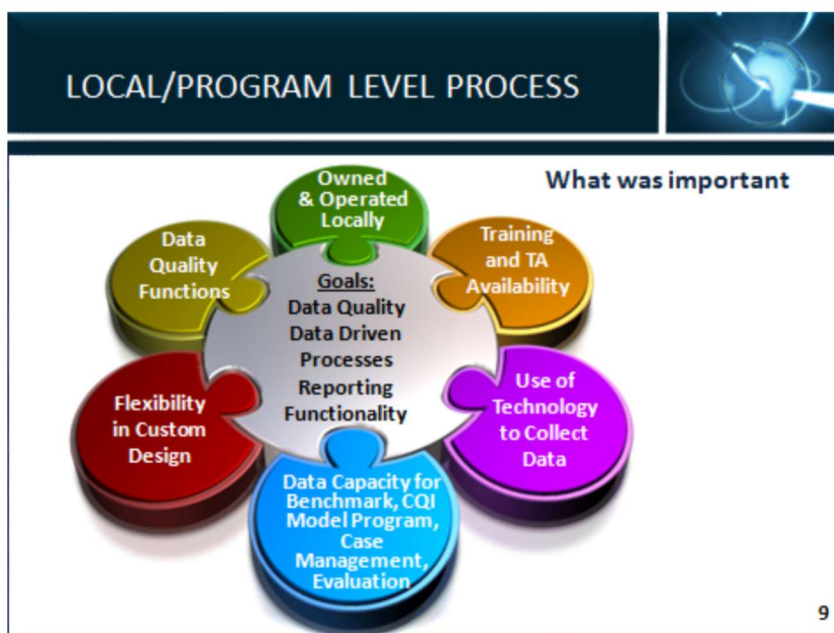 LOCAL/PROGRAM LEVEL PROCESS
What was important
Owned
& Operated
Locally
Data
Quality
Functions
Training
and TA
Availability
Goals:
Data Quality
Data Driven
Processes
Reporting
Functionality
Flexibility
in Custom
Design
Use of
Technology
to Collect
Data
Data Capacity for
Benchmark, CQI
Model Program,
Case
Management,
Evaluation
9